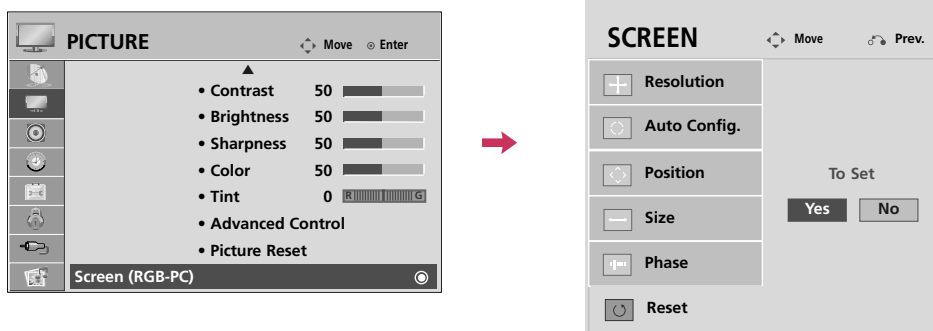 PICTURE
Move
Enter
• Contrast 50
• Brightness 50
• Sharpness 50
• Color 50
• Tint 0 R G
• Advanced Control
• Picture Reset
Screen (RGB-PC)
SCREEN
Move
Prev.
Resolution
Auto Config.
Position
Size
Phase
Reset
To Set
Yes No